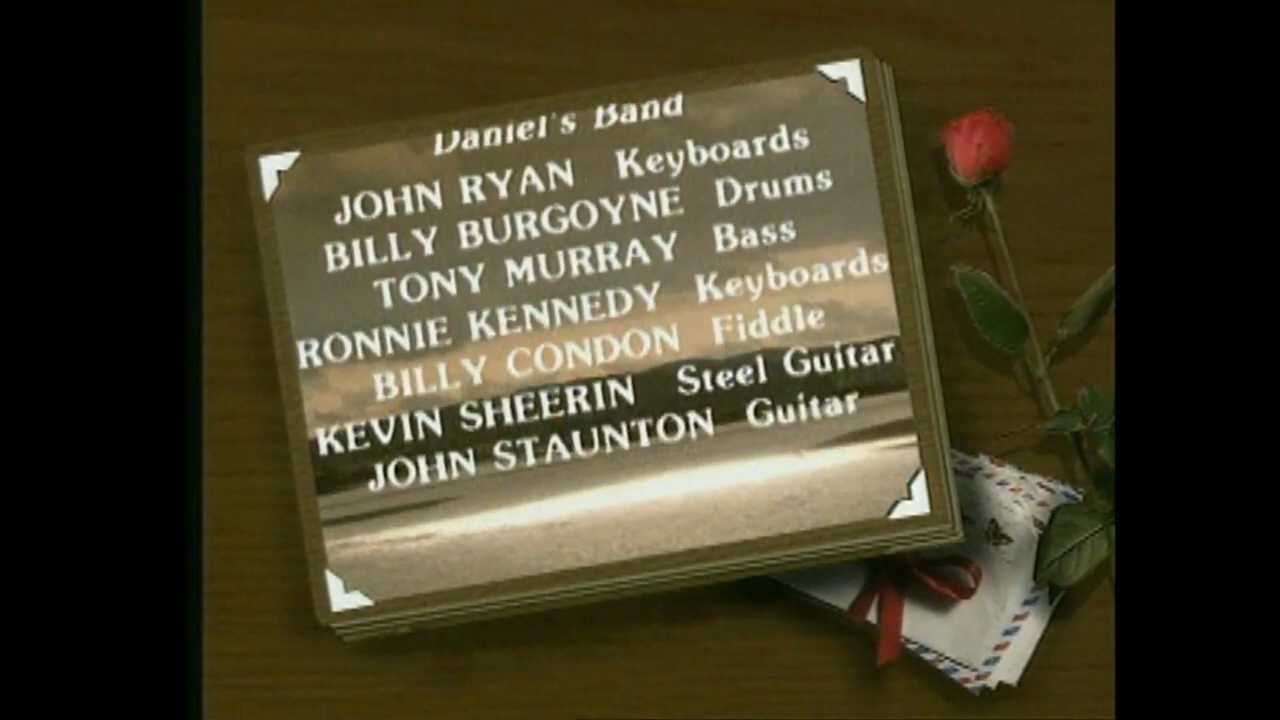 Daniel's Band
JOHN RYAN Keyboards
BILLY BURGOYNE Drums
TONY MURRAY Bass
RONNIE KENNEDY Keyboards
BILLY CONDON Fiddle
KEVIN SHEERIN Steel Guitar
JOHN STAUNTON Guitar